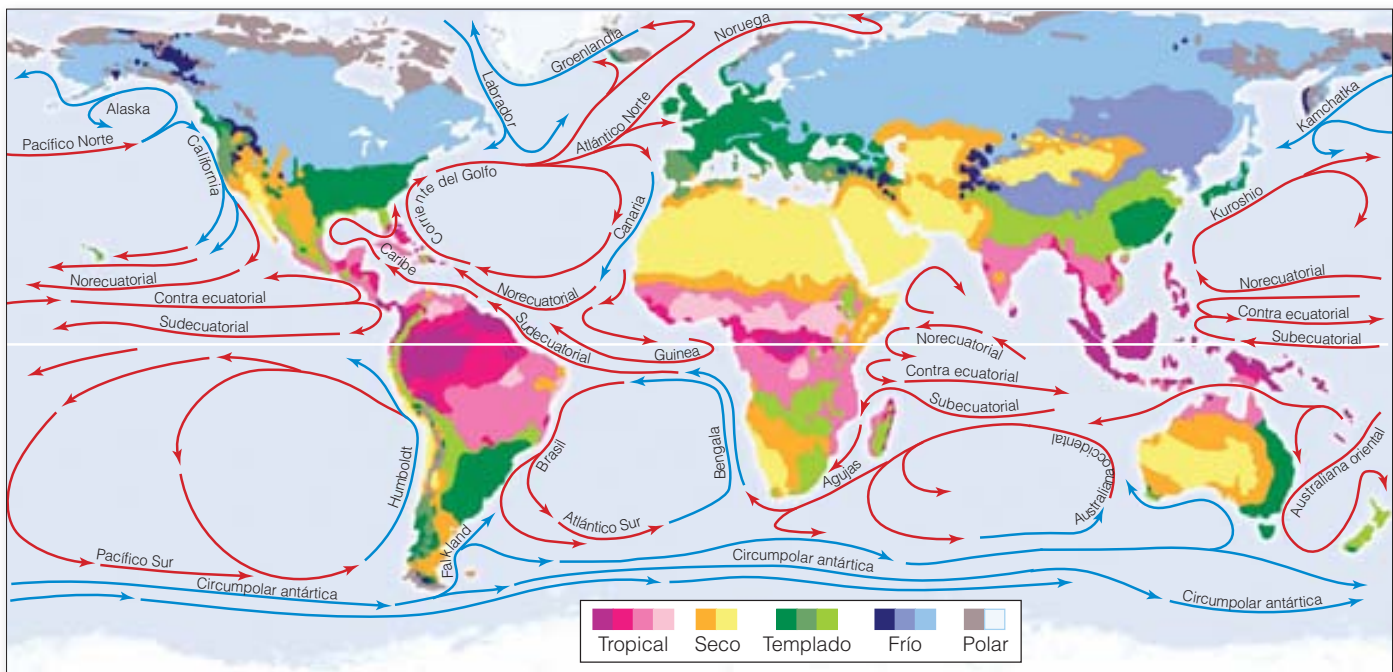 Noruega
Groenlandia
Labrador
Alaska
Kamchatka
Pacífico Norte
Atlántico Norte
California
Corriente del Golfo
Canaria
Kuroshio
Caribe
Norecuatorial
Norecuatorial
Norecuatorial
Contra ecuatorial
Contra ecuatorial
Sudecuatorial
Sudecuatorial
Guinea
Norecuatorial
Subecuatorial
Contra ecuatorial
Subecuatorial
Humboldt
Brasil
Bengala
Agujas
Australiana occidental
Australiana oriental
Atlántico Sur
Falkland
Pacífico Sur
Circumpolar antártica
Circumpolar antártica
Circumpolar antártica
Tropical Seco Templado Frío Polar